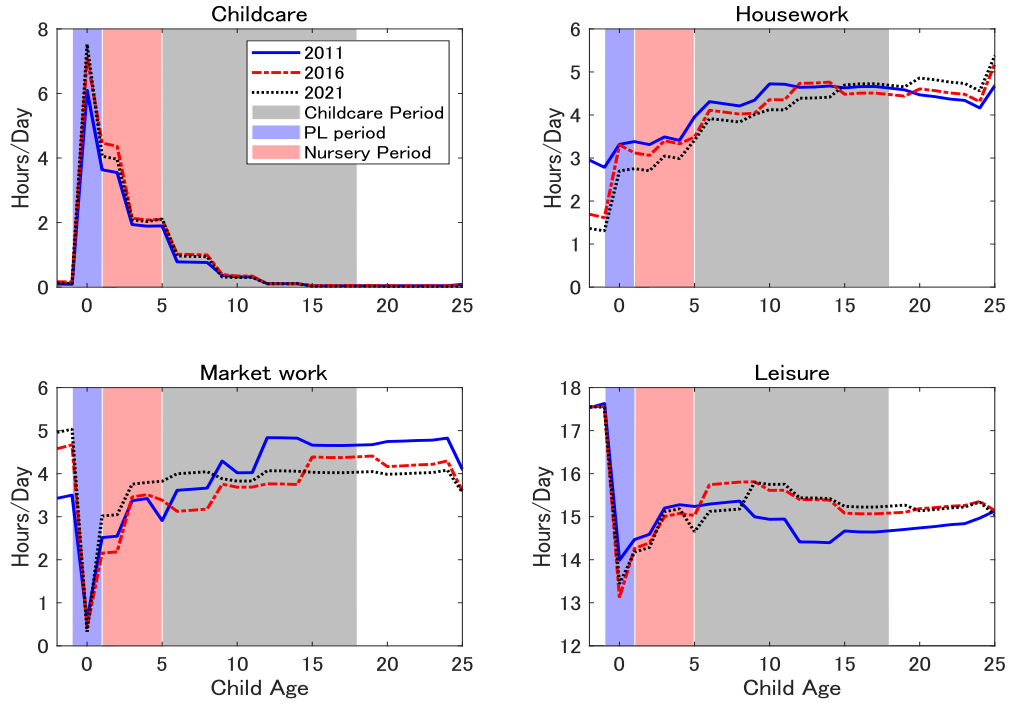 Childcare
Hours/Day
8
6
4
2
0
0 5 10 15 20 25
2011
2016
2021
Childcare Period
PL period
Nursery Period
Housework
Hours/Day
6
5
4
3
2
1
0
0 5 10 15 20 25
Market work
Hours/Day
6
5
4
3
2
1
0
0 5 10 15 20 25
Child Age
Leisure
Hours/Day
18
17
16
15
14
13
12
0 5 10 15 20 25
Child Age